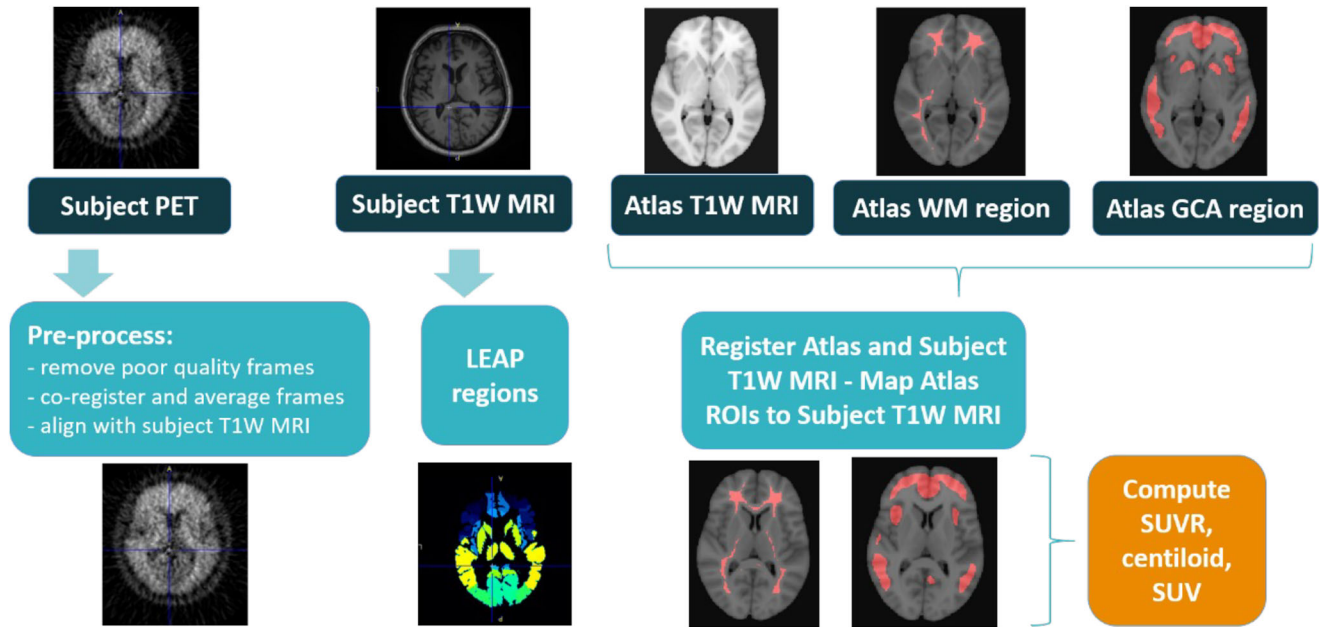 Subject PET
Subject T1W MRI
Atlas T1W MRI
Atlas WM region
Atlas GCA region
Pre-process:
- remove poor quality frames
- co-register and average frames
- align with subject T1W MRI
LEAP
regions
Register Atlas and Subject
T1W MRI - Map Atlas
ROIs to Subject T1W MRI
Compute
SUVR,
centiloid,
SUV